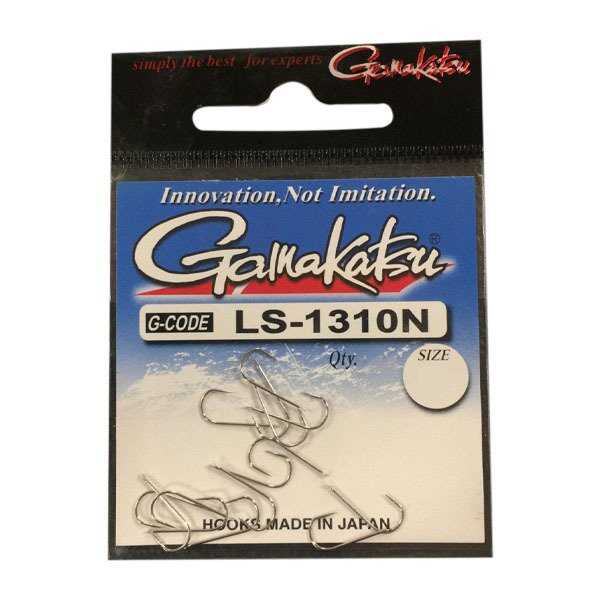 simply the best for experts Gamakatsu
Innovation, Not Imitation.
Gamakatsu®
G-CODE LS-1310N
Qty. SIZE
HOOKS MADE IN JAPAN